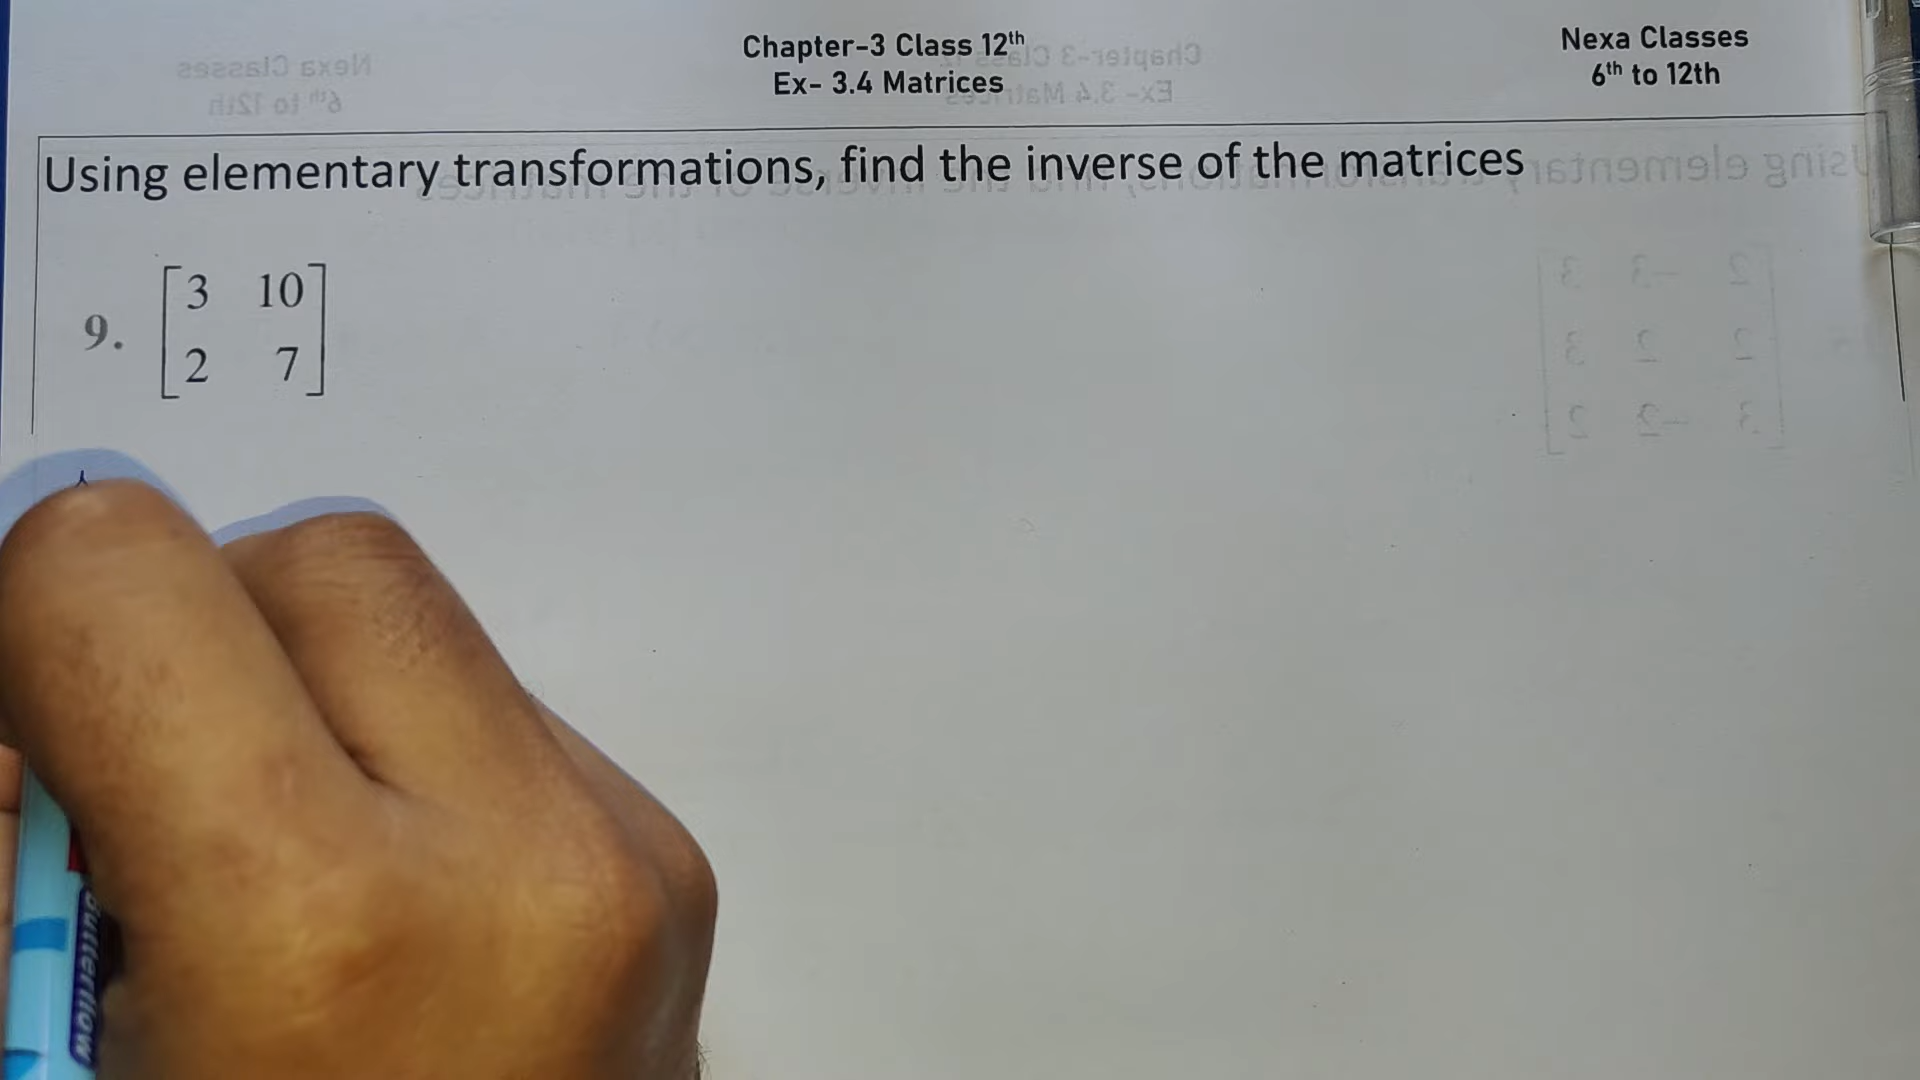 Chapter-3 Class 12th
Ex- 3.4 Matrices
Nexa Classes
6th to 12th
Using elementary transformations, find the inverse of the matrices
9. [3 10
2 7]
Butterflow